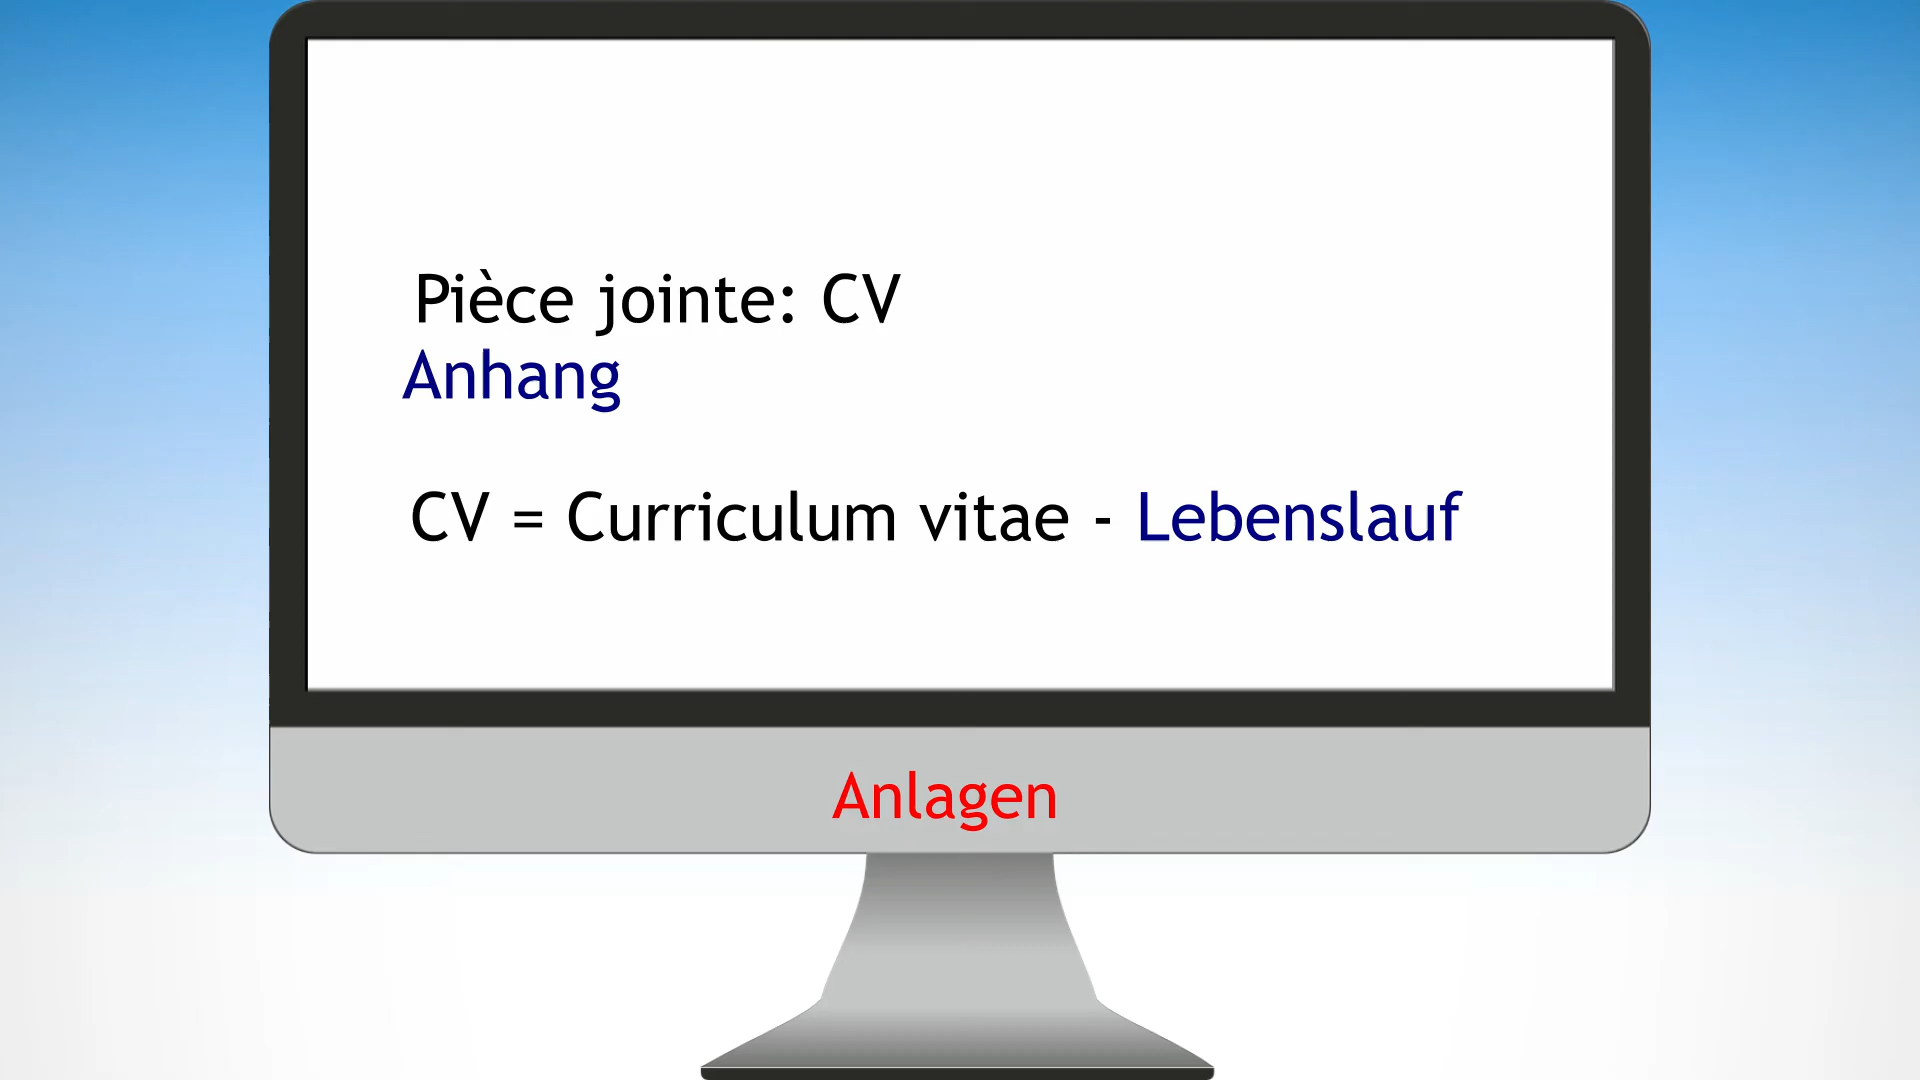 Pièce jointe: CV
Anhang
CV = Curriculum vitae - Lebenslauf
Anlagen